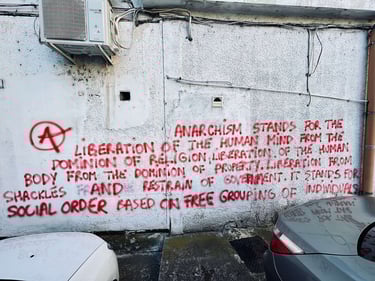 ANARCHISM STANDS FOR THE
LIBERATION OF THE HUMAN MIND FROM THE
DOMINION OF RELIGION, LIBERATION OF THE HUMAN
BODY FROM THE DOMINION OF PROPERTY, LIBERATION FROM
SHACKLES AND RESTRAIN OF GOVERNMENT. IT STANDS FOR
SOCIAL ORDER BASED ON FREE GROUPING OF INDIVIDUALS